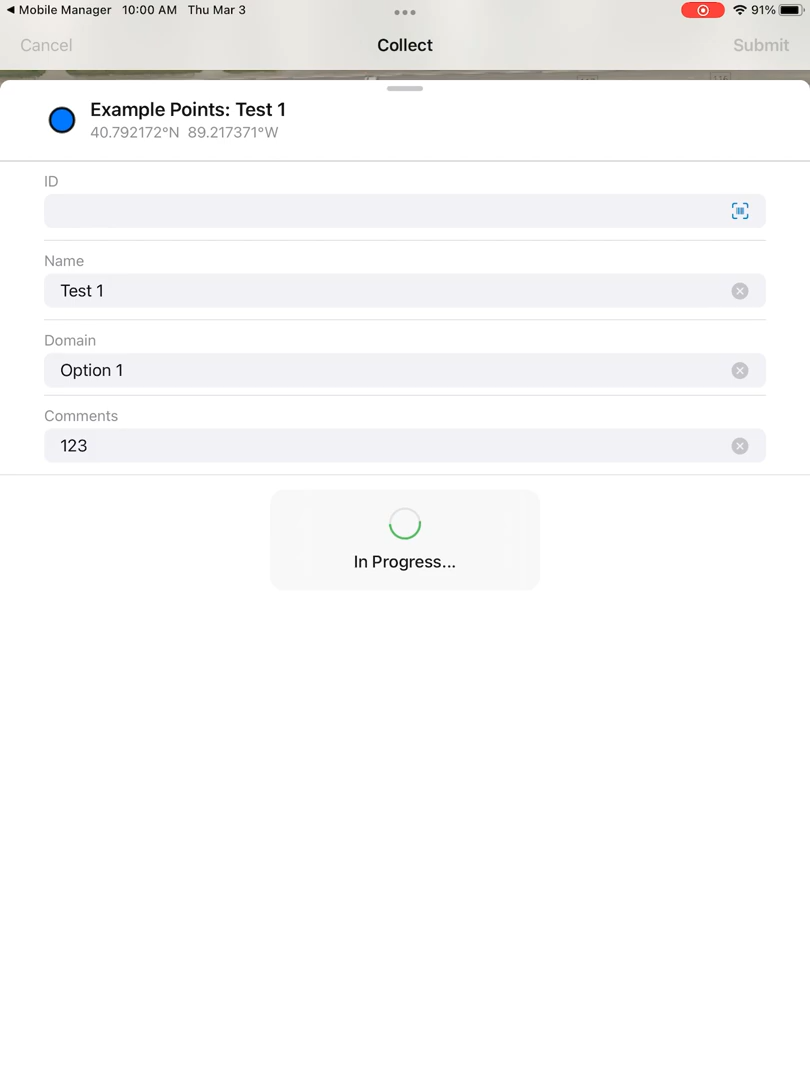 ◀ Mobile Manager 10:00 AM Thu Mar 3 91%
Cancel Collect Submit
Example Points: Test 1
40.792172°N 89.217371°W
ID
Name
Test 1
Domain
Option 1
Comments
123
In Progress...